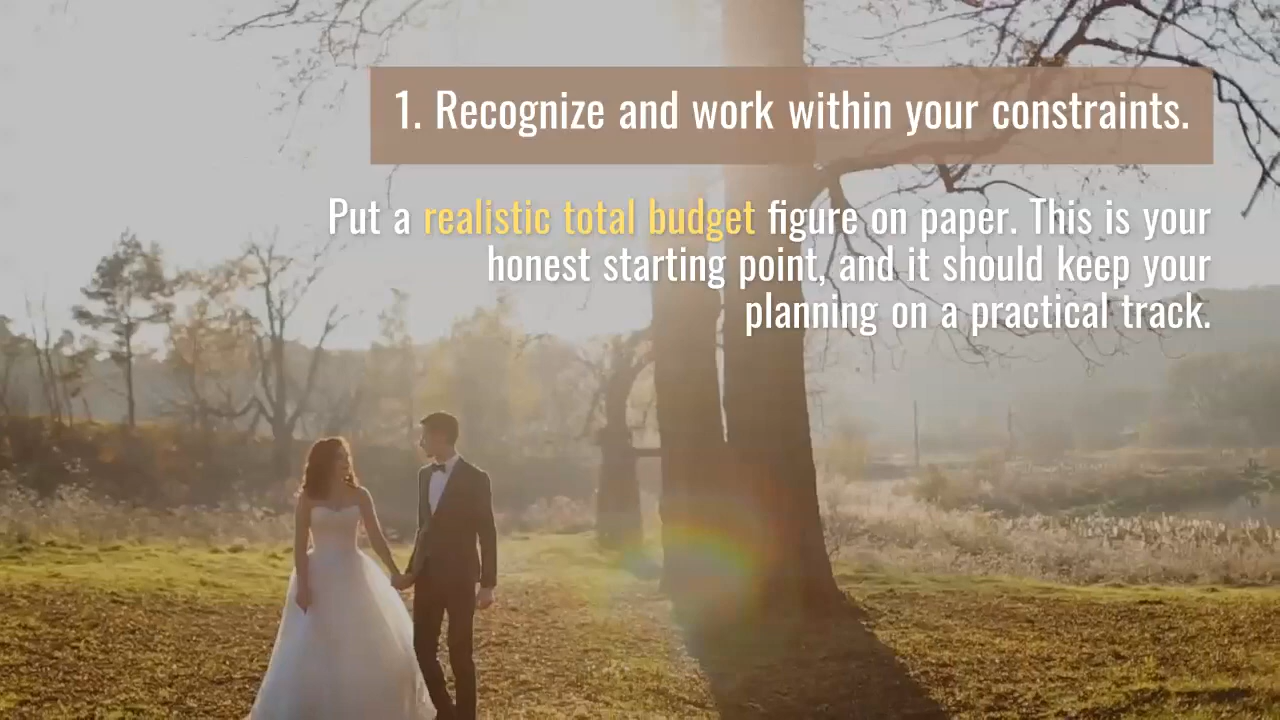 1. Recognize and work within your constraints.
Put a realistic total budget figure on paper. This is your
honest starting point, and it should keep your
planning on a practical track.